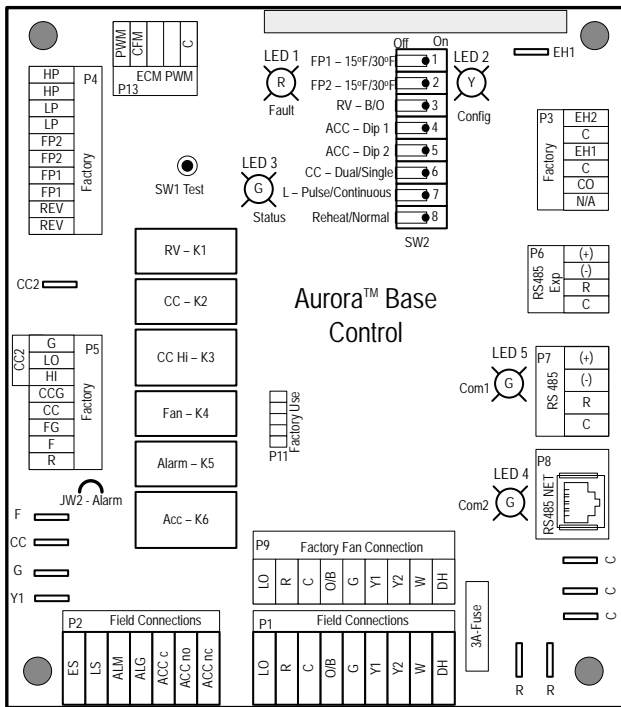 PWM
CFM
C
ECM PWM
P13
P4
HP
HP
LP
LP
FP2
FP2
FP1
FP1
REV
REV
Factory
SW1 Test
LED 1
R
Fault
LED 3
G
Status
Off On
FP1 – 15ºF/30ºF 1
FP2 – 15ºF/30ºF 2
RV – B/O 3
ACC – Dip 1 4
ACC – Dip 2 5
CC – Dual/Single 6
L – Pulse/Continuous 7
Reheat/Normal 8
SW2
LED 2
Y
Config
EH1
P3
Factory
EH2
C
EH1
C
CO
N/A
RV – K1
CC – K2
CC Hi – K3
Fan – K4
Alarm – K5
Acc – K6
Aurora™ Base
Control
P6
RS485
Exp
(+)
(-)
R
C
CC2
CC2
P5
Factory
G
LO
HI
CCG
CC
FG
F
R
JW2 - Alarm
P11
Factory Use
LED 5
Com1
G
P7
RS 485
(+)
(-)
R
C
LED 4
Com2
G
P8
RS485 NET
F
CC
G
Y1
P9 Factory Fan Connection
LO R C O/B G Y1 Y2 W DH
P2 Field Connections
ES LS ALM ALG ACC c ACC no ACC nc
P1 Field Connections
LO R C O/B G Y1 Y2 W DH
3A-Fuse
C
C
C
R R